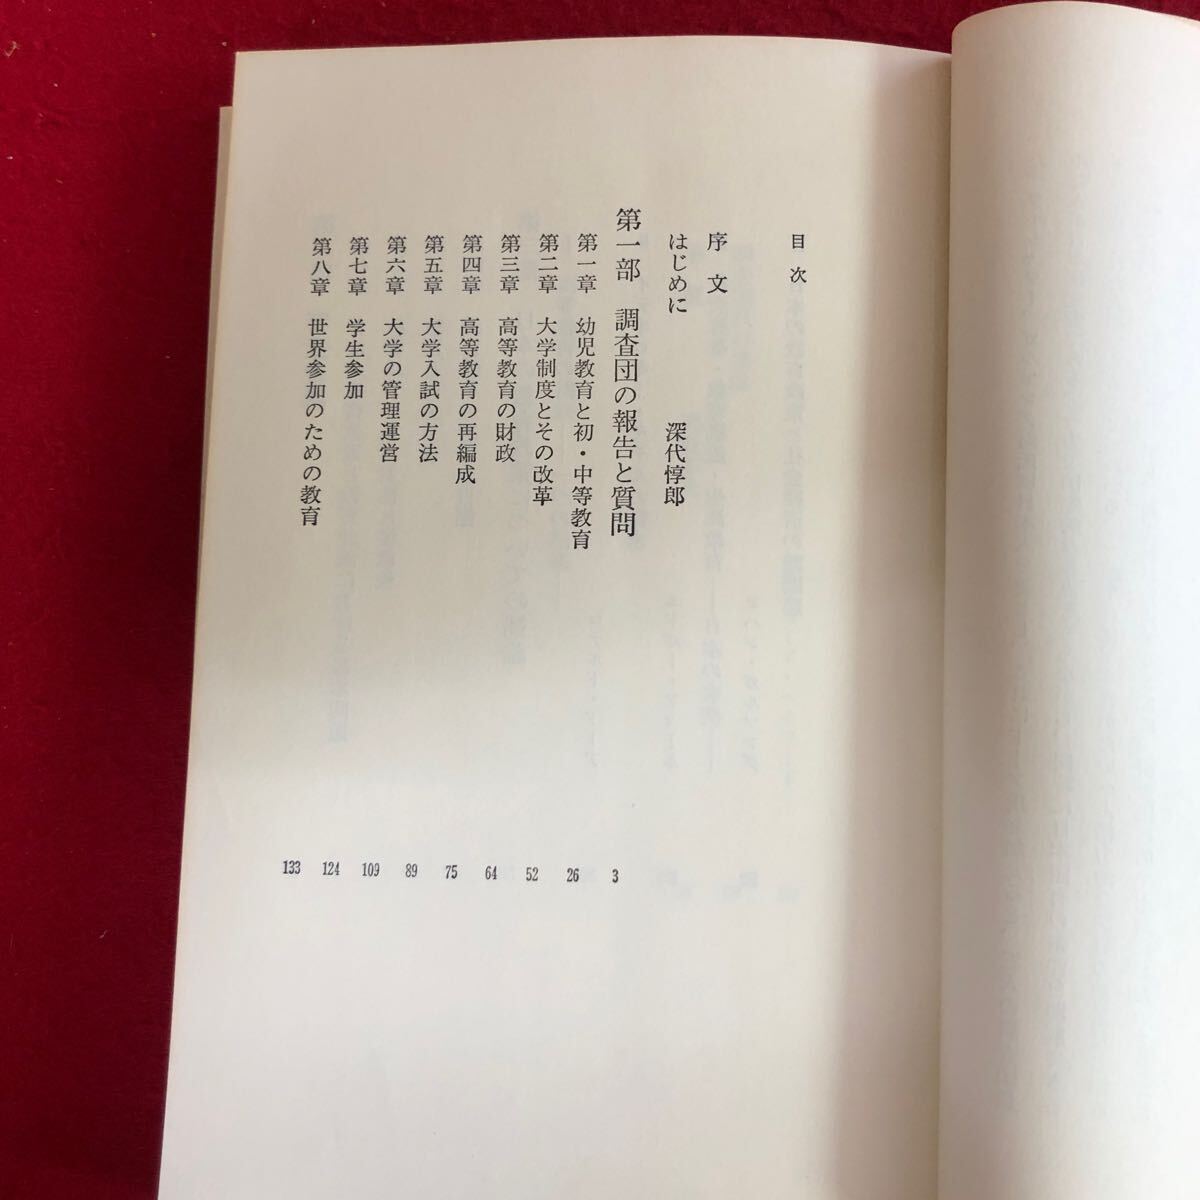 目次
序文
はじめに 深代惇郎
第一部 調査団の報告と質問 3
第一章 幼児教育と初・中等教育 26
第二章 大学制度とその改革 52
第三章 高等教育の財政 64
第四章 高等教育の再編成 75
第五章 大学入試の方法 89
第六章 大学の管理運営 109
第七章 学生参加 124
第八章 世界参加のための教育 133